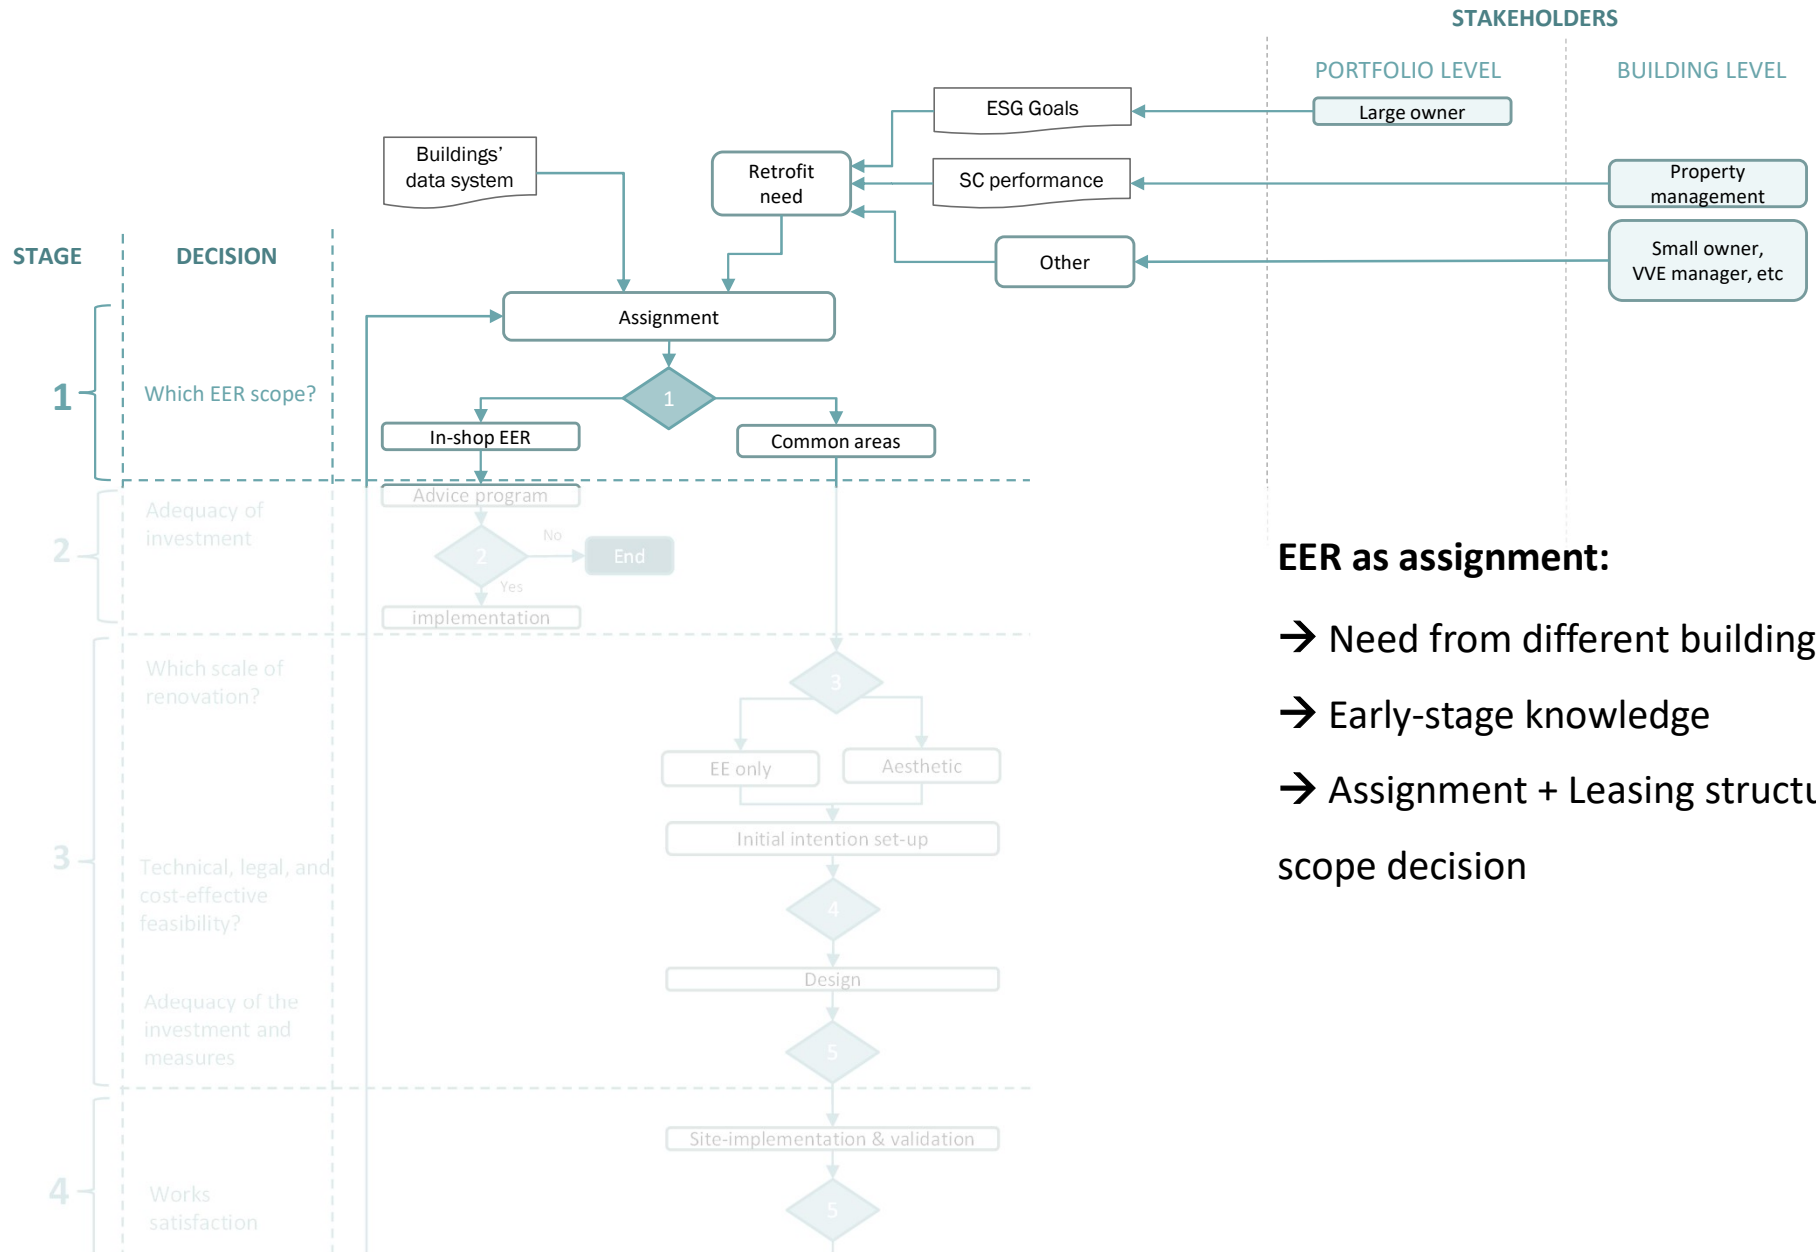 STAKEHOLDERS
PORTFOLIO LEVEL
BUILDING LEVEL
ESG Goals
Large owner
Buildings'
data system
Retrofit
need
SC performance
Property
management
STAGE
DECISION
Other
Small owner,
VVE manager, etc
Assignment
1
Which EER scope?
1
In-shop EER
Common areas
2
Adequacy of
investment
Advice program
2
No
End
Yes
implementation
EER as assignment:
→ Need from different building
→ Early-stage knowledge
→ Assignment + Leasing
scope decision
3
Which scale of
renovation?
3
EE only
Aesthetic
Initial intention set-up
Technical, legal, and
cost-effective
feasibility?
4
Design
Adequacy of the
investment and
measures
5
4
Site-implementation & validation
Works
satisfaction
5